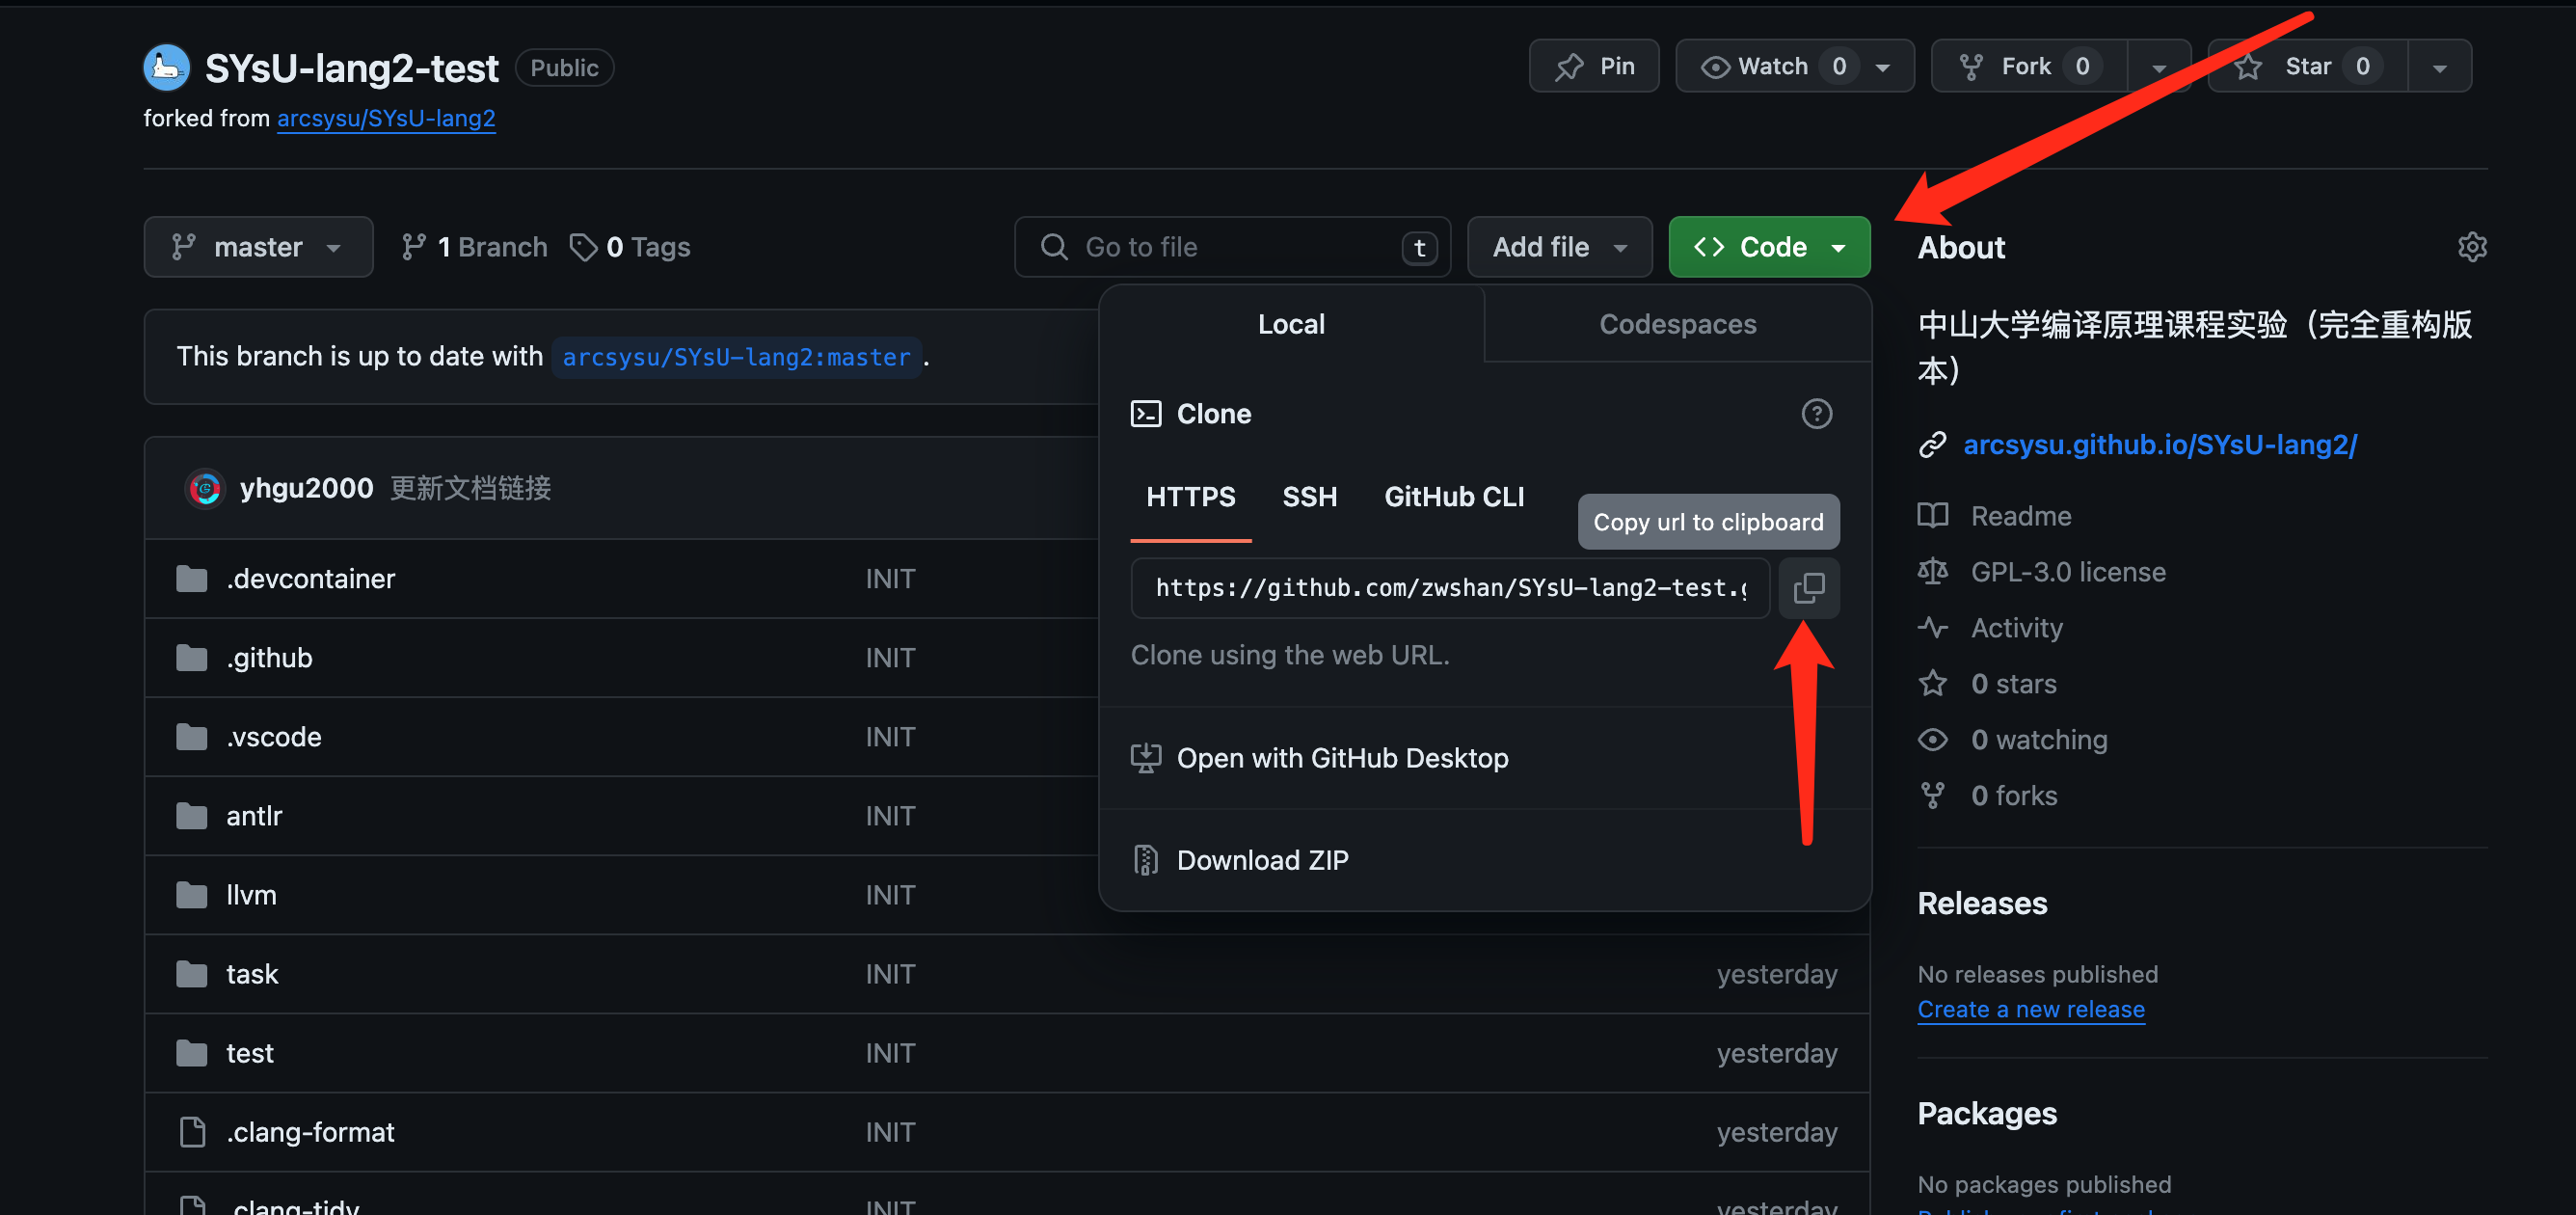 SYsU-lang2-test Public
Pin Watch 0 Fork 0 Star 0
forked from arcsysu/SYsU-lang2
master 1 Branch 0 Tags
Go to file t Add file Code
This branch is up to date with arcsysu/SYsU-lang2:master.
yhgu2000 更新文档链接
.devcontainer INIT
.github INIT
.vscode INIT
antlr INIT
llvm INIT
task INIT yesterday
test INIT yesterday
.clang-format INIT yesterday
.clang-tidy INIT yesterday
Local Codespaces
Clone
HTTPS SSH GitHub CLI
Copy url to clipboard
https://github.com/zwshan/SYsU-lang2-test.g
Clone using the web URL.
Open with GitHub Desktop
Download ZIP
About
中山大学编译原理课程实验（完全重构版
本）
arcsysu.github.io/SYsU-lang2/
Readme
GPL-3.0 license
Activity
0 stars
0 watching
0 forks
Releases
No releases published
Create a new release
Packages
No packages published